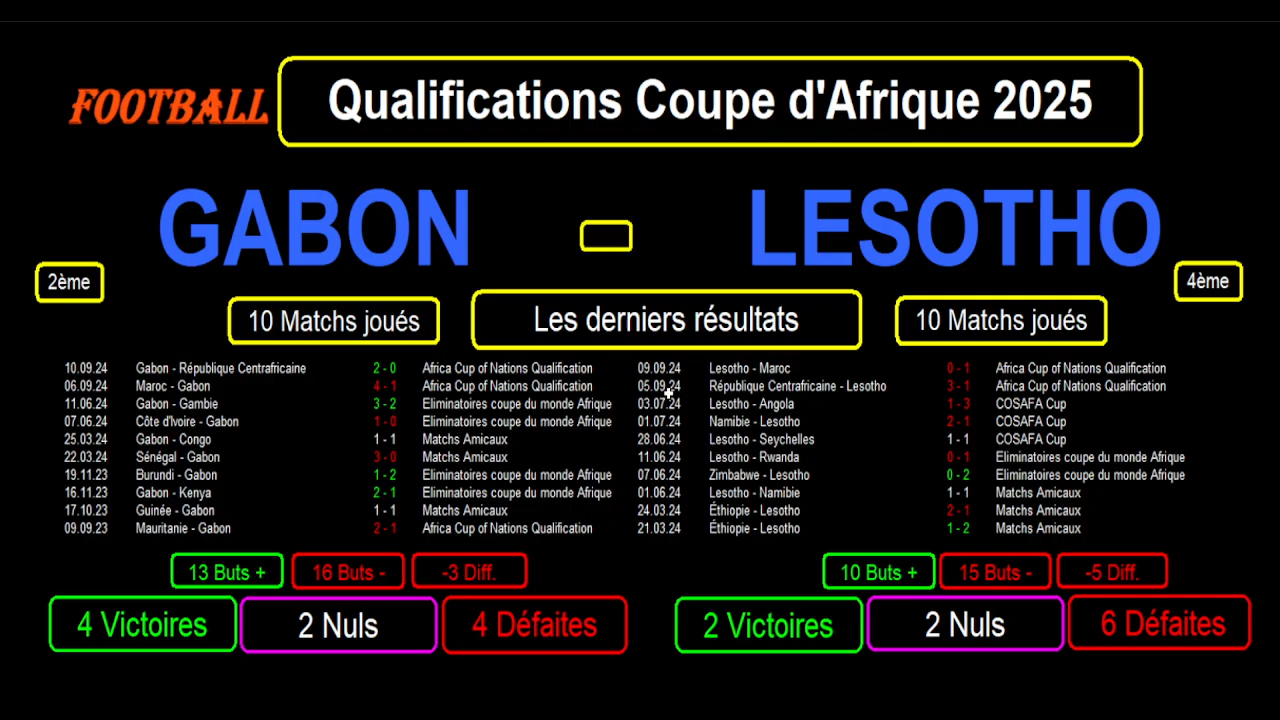 FOOTBALL
Qualifications Coupe d'Afrique 2025
GABON
LESOTHO
2ème
4ème
10 Matchs joués
Les derniers résultats
10 Matchs joués
10.09.24 Gabon - République Centrafricaine 2 - 0 Africa Cup of Nations Qualification
06.09.24 Maroc - Gabon 4 - 1 Africa Cup of Nations Qualification
11.06.24 Gabon - Gambie 3 - 2 Eliminatoires coupe du monde Afrique
07.06.24 Côte d'Ivoire - Gabon 1 - 0 Eliminatoires coupe du monde Afrique
25.03.24 Gabon - Congo 1 - 1 Matchs Amicaux
22.03.24 Sénégal - Gabon 3 - 0 Matchs Amicaux
19.11.23 Burundi - Gabon 1 - 2 Eliminatoires coupe du monde Afrique
16.11.23 Gabon - Kenya 2 - 1 Eliminatoires coupe du monde Afrique
17.10.23 Guinée - Gabon 1 - 1 Matchs Amicaux
09.09.23 Mauritanie - Gabon 2 - 1 Africa Cup of Nations Qualification
09.09.24 Lesotho - Maroc 0 - 1 Africa Cup of Nations Qualification
05.09.24 République Centrafricaine - Lesotho 3 - 1 Africa Cup of Nations Qualification
03.07.24 Lesotho - Angola 1 - 3 COSAFA Cup
01.07.24 Namibie - Lesotho 2 - 1 COSAFA Cup
28.06.24 Lesotho - Seychelles 1 - 1 COSAFA Cup
11.06.24 Lesotho - Rwanda 0 - 1 Eliminatoires coupe du monde Afrique
07.06.24 Zimbabwe - Lesotho 0 - 2 Eliminatoires coupe du monde Afrique
01.06.24 Lesotho - Namibie 1 - 1 Matchs Amicaux
24.03.24 Éthiopie - Lesotho 2 - 1 Matchs Amicaux
21.03.24 Éthiopie - Lesotho 1 - 2 Matchs Amicaux
13 Buts + 16 Buts - -3 Diff.
10 Buts + 15 Buts - -5 Diff.
4 Victoires 2 Nuls 4 Défaites
2 Victoires 2 Nuls 6 Défaites